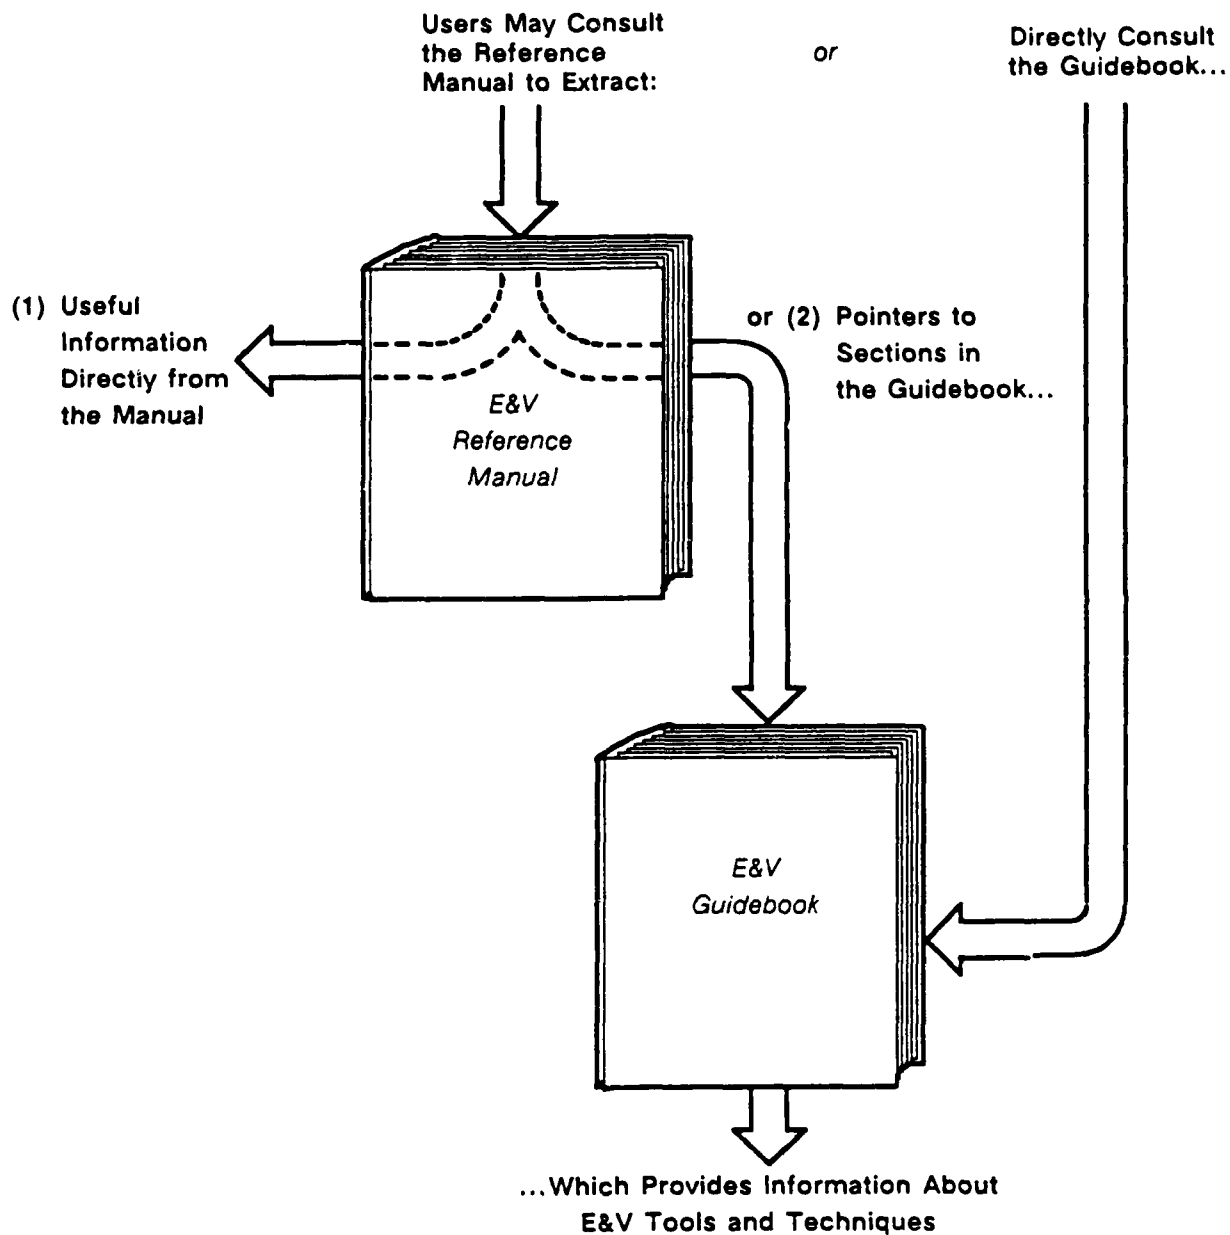 Users May Consult
the Reference
Manual to Extract:
or
Directly Consult
the Guidebook...
(1) Useful
Information
Directly from
the Manual
or (2) Pointers to
Sections in
the Guidebook...
E&V
Reference
Manual
E&V
Guidebook
...Which Provides Information About
E&V Tools and Techniques